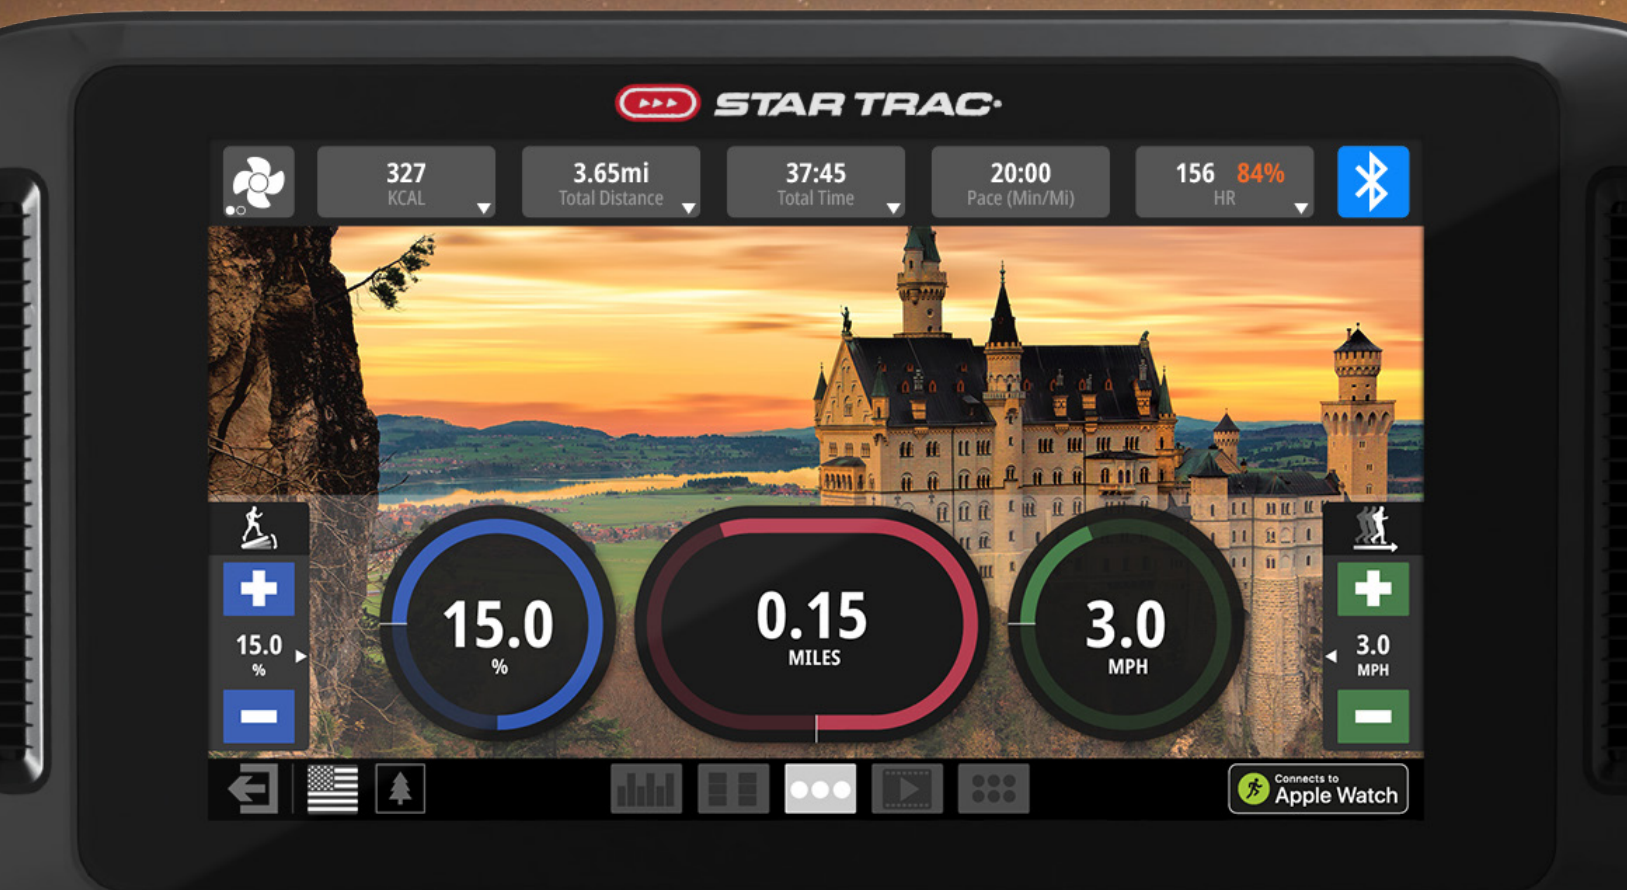 STAR TRAC
327
KCAL
3.65mi
Total Distance
37:45
Total Time
20:00
Pace (Min/Mi)
156 84%
HR
15.0
%
15.0
%
0.15
MILES
3.0
MPH
3.0
MPH
Connects to
Apple Watch